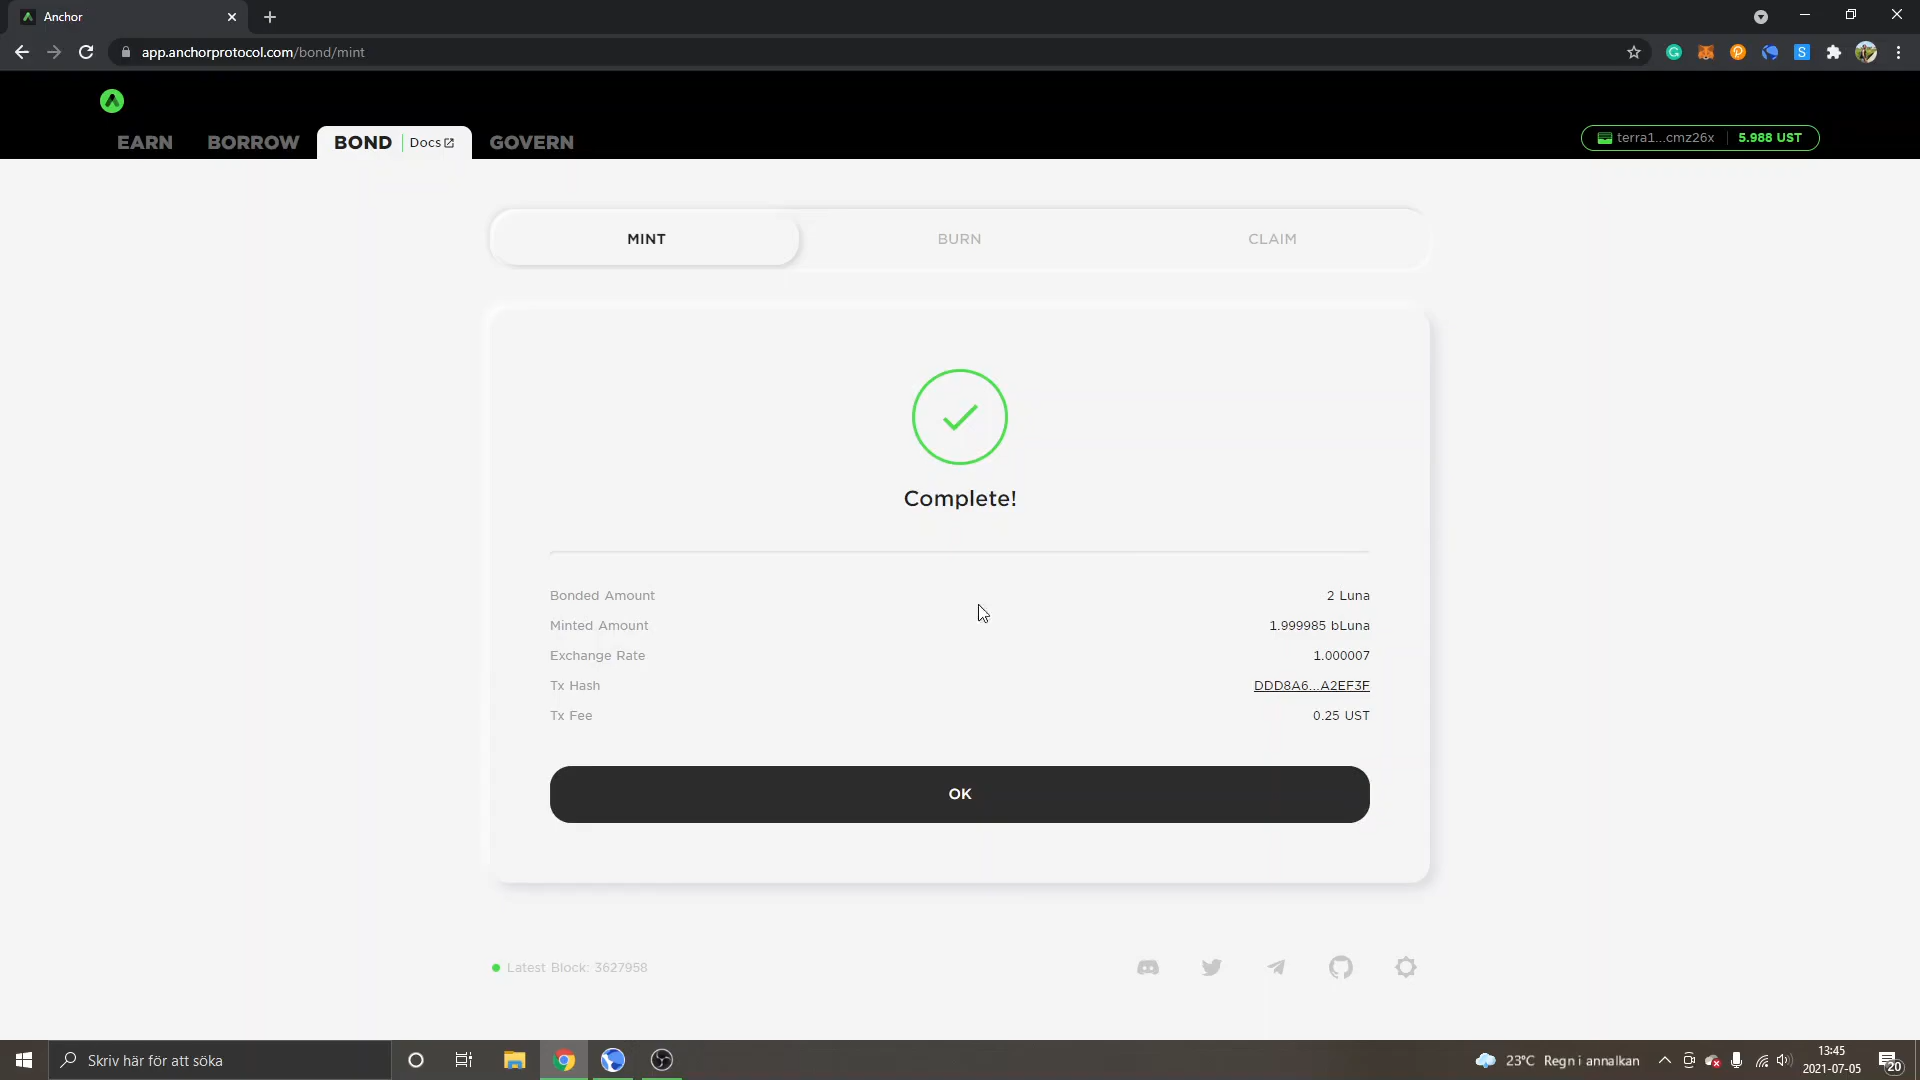 Anchor
app.anchorprotocol.com/bond/mint
EARN
BORROW
BOND
Docs
GOVERN
terra1...cmz26x
5.988 UST
MINT
BURN
CLAIM
Complete!
Bonded Amount
2 Luna
Minted Amount
1.999985 bLuna
Exchange Rate
1.000007
Tx Hash
DDD8A6...A2EF3F
Tx Fee
0.25 UST
OK
Latest Block: 3627958
Skriv här för att söka
23°C Regn i annalkan
13:45
2021-07-05
20